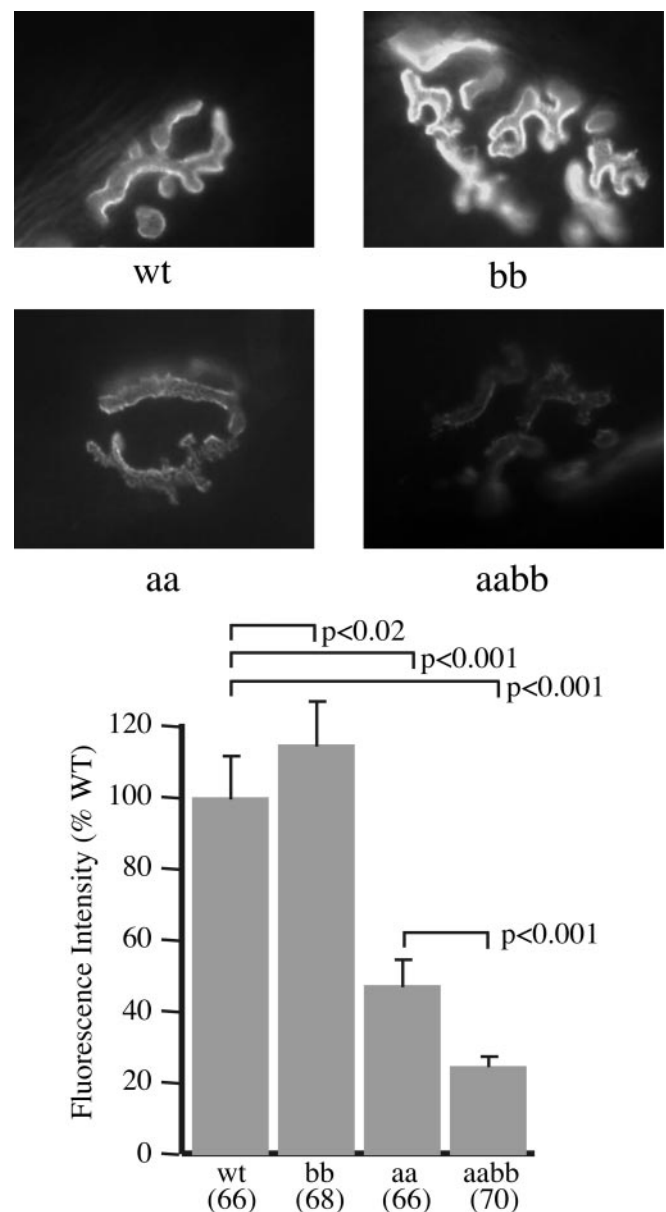 wt
bb
aa
aabb
p<0.02
p<0.001
p<0.001
120
100
80
60
40
20
0
Fluorescence Intensity (% WT)
p<0.001
wt bb aa aabb
(66) (68) (66) (70)